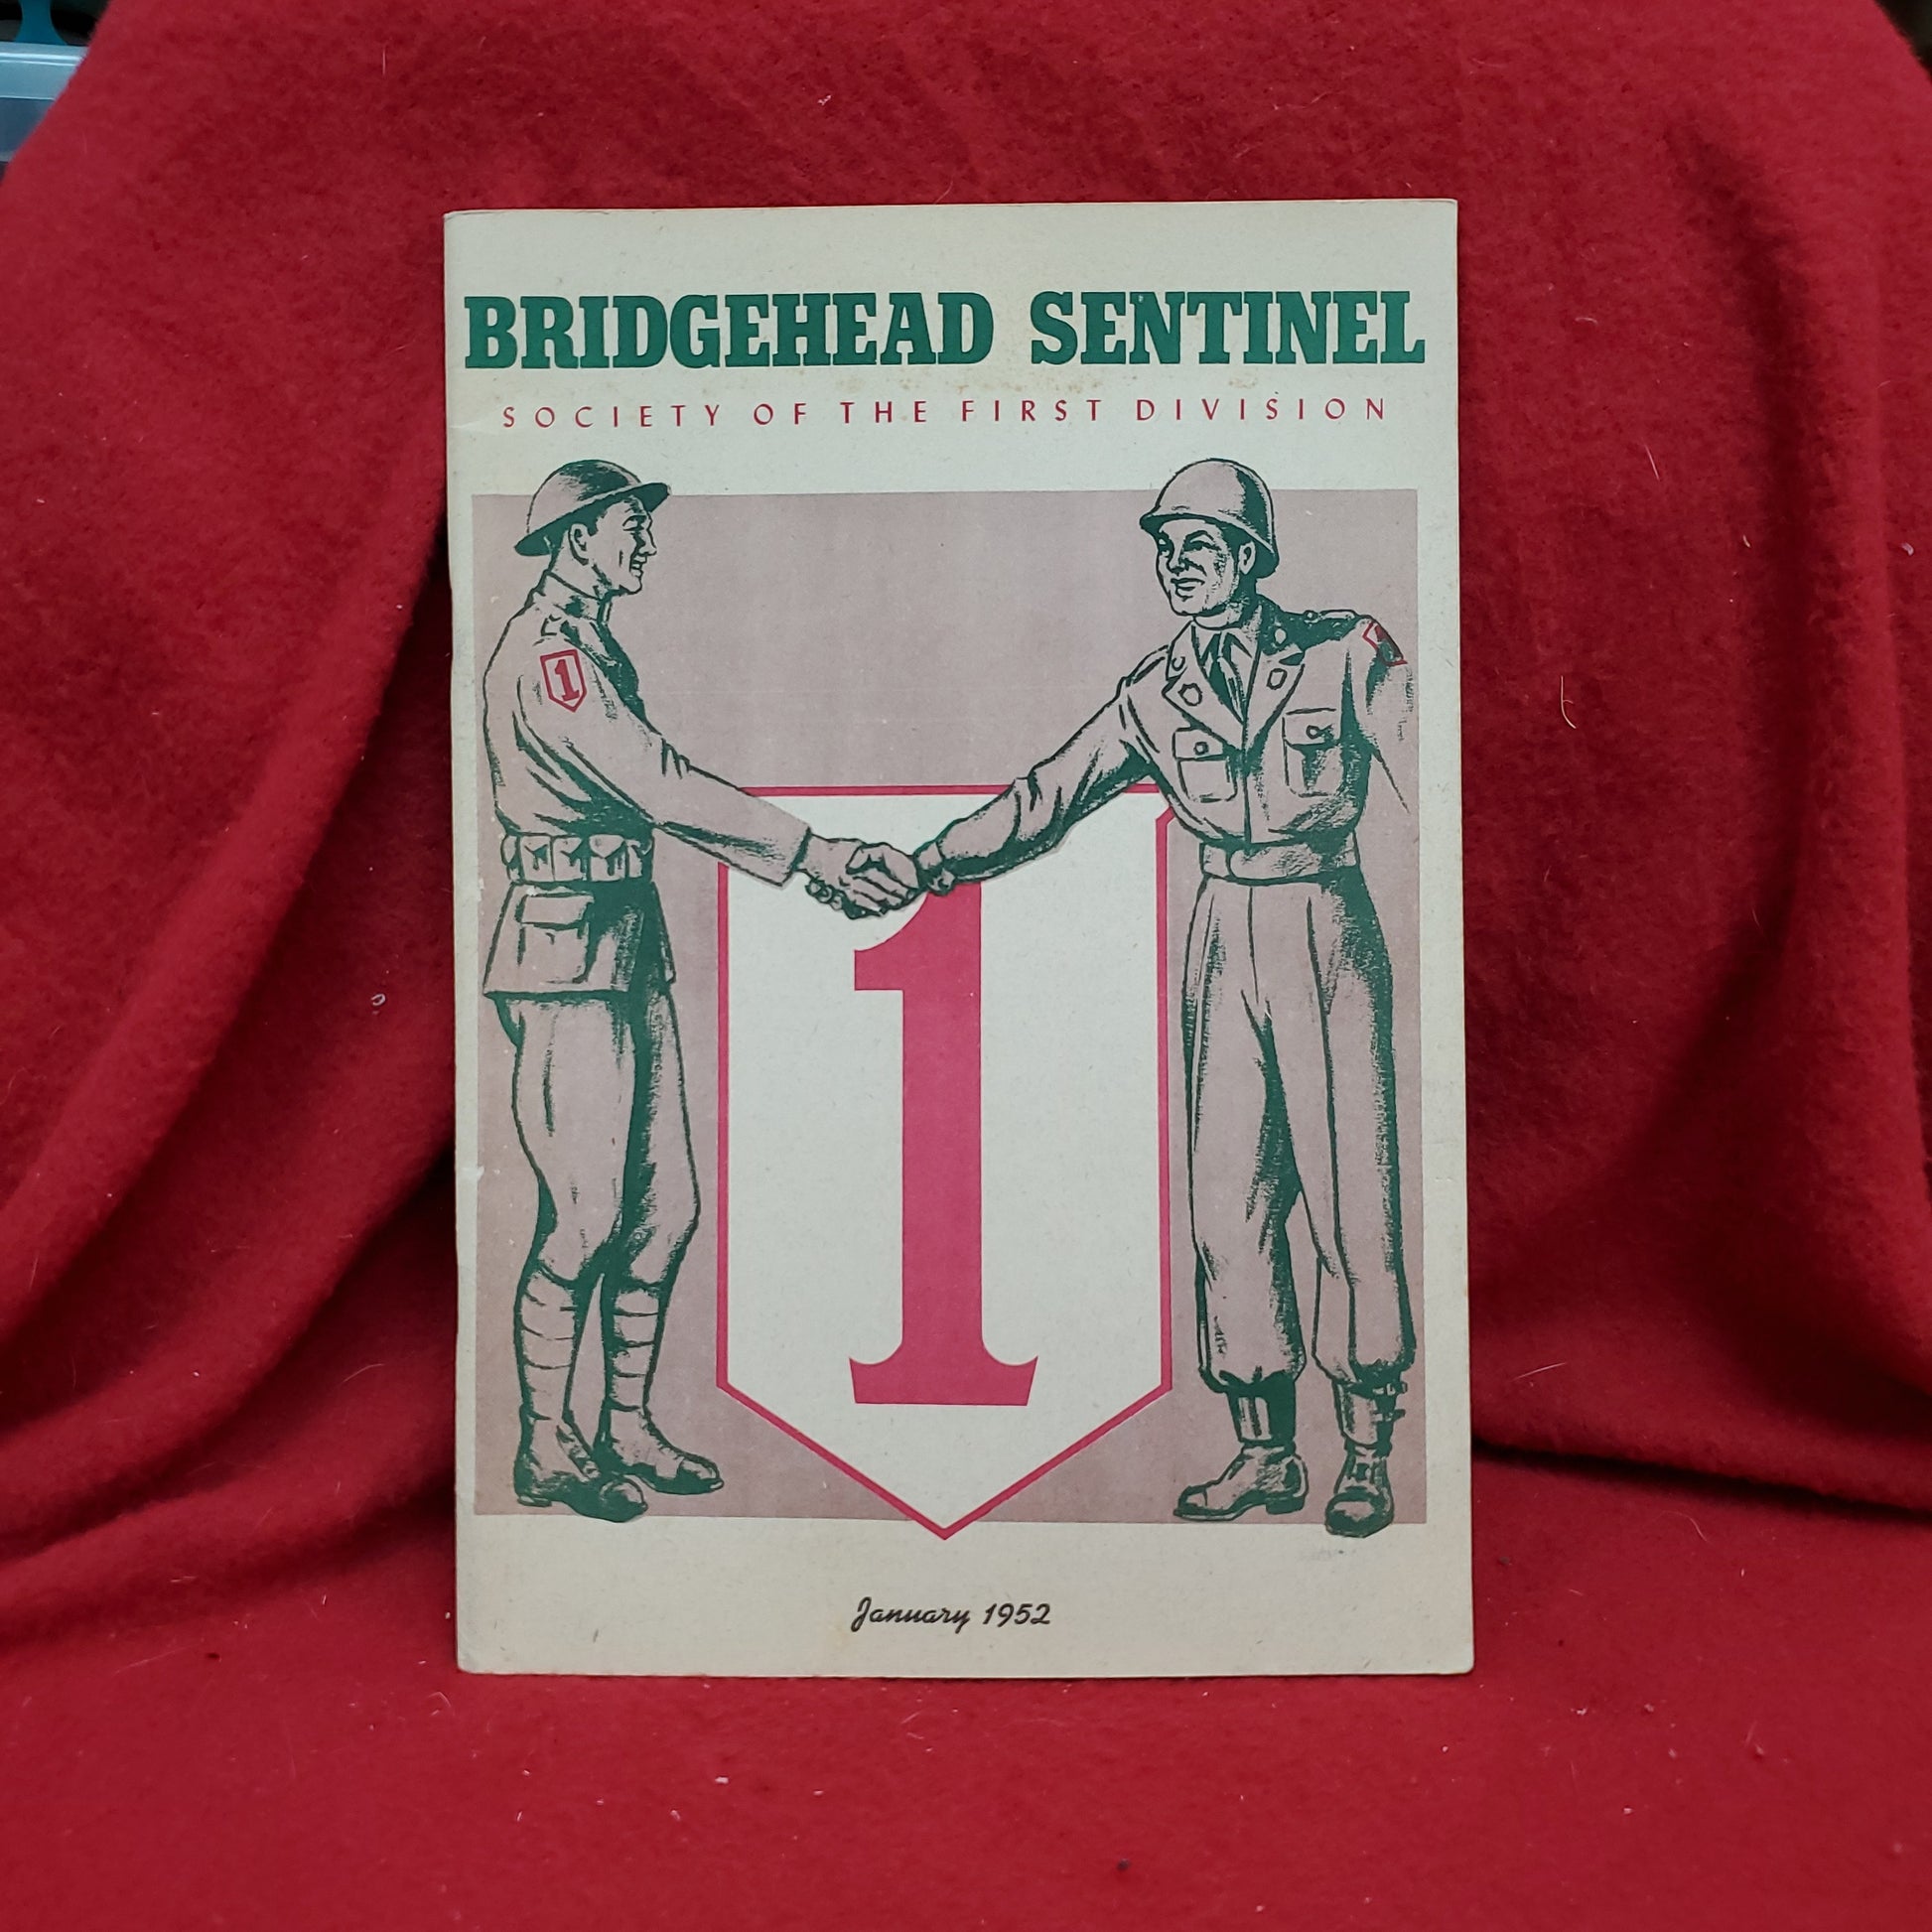 BRIDGEHEAD SENTINEL
SOCIETY OF THE FIRST DIVISION
1
1
January 1952